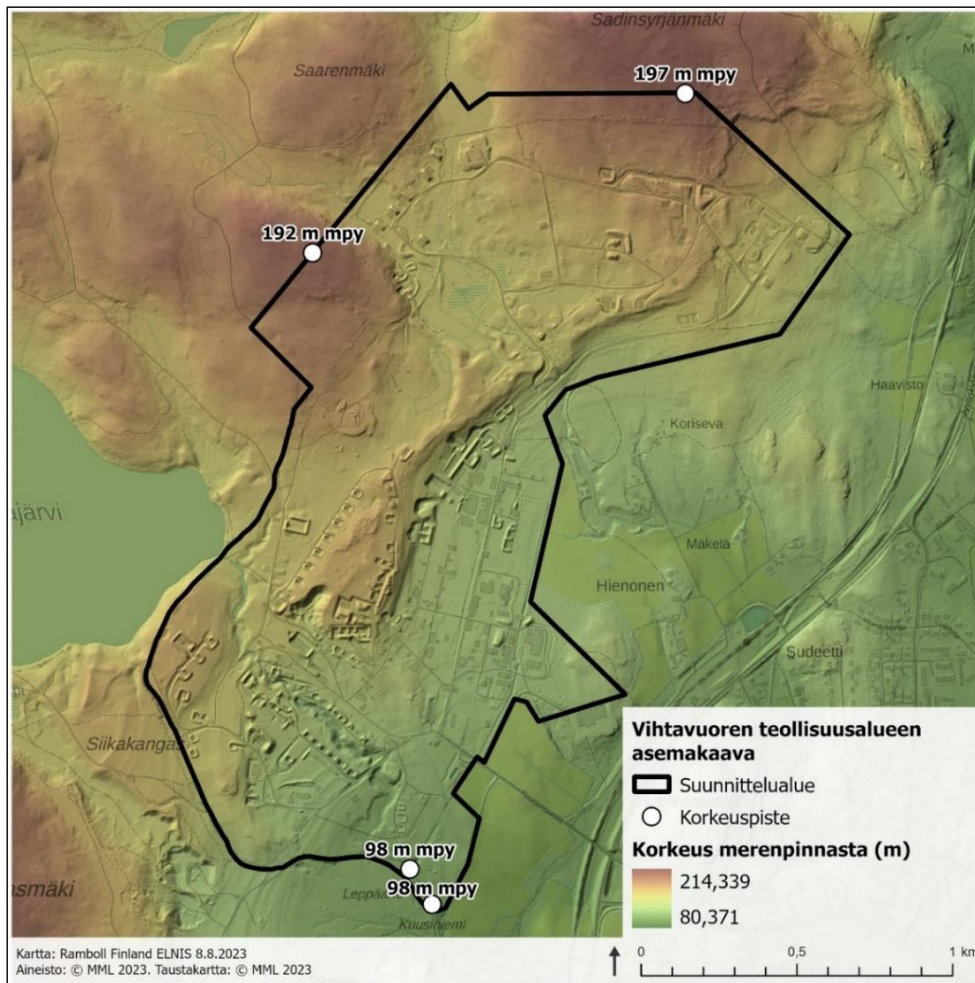 Sadinsyrjänmäki
Saarenmäki
197 m mpy
192 m mpy
Haavisto
Koriseva
ajärvi
Mäkelä
Hienonen
Sudeetti
Siikakangas
Vihtavuoren teollisuusalueen
asemakaava
Suunnittelualue
Korkeuspiste
Korkeus merenpinnasta (m)
214,339
80,371
98 m mpy
98 m mpy
asmäki
Kuusiniemi
Kartta: Ramboll Finland ELNIS 8.8.2023
Aineisto: © MML 2023. Taustakartta: © MML 2023
0 0,5 1 km